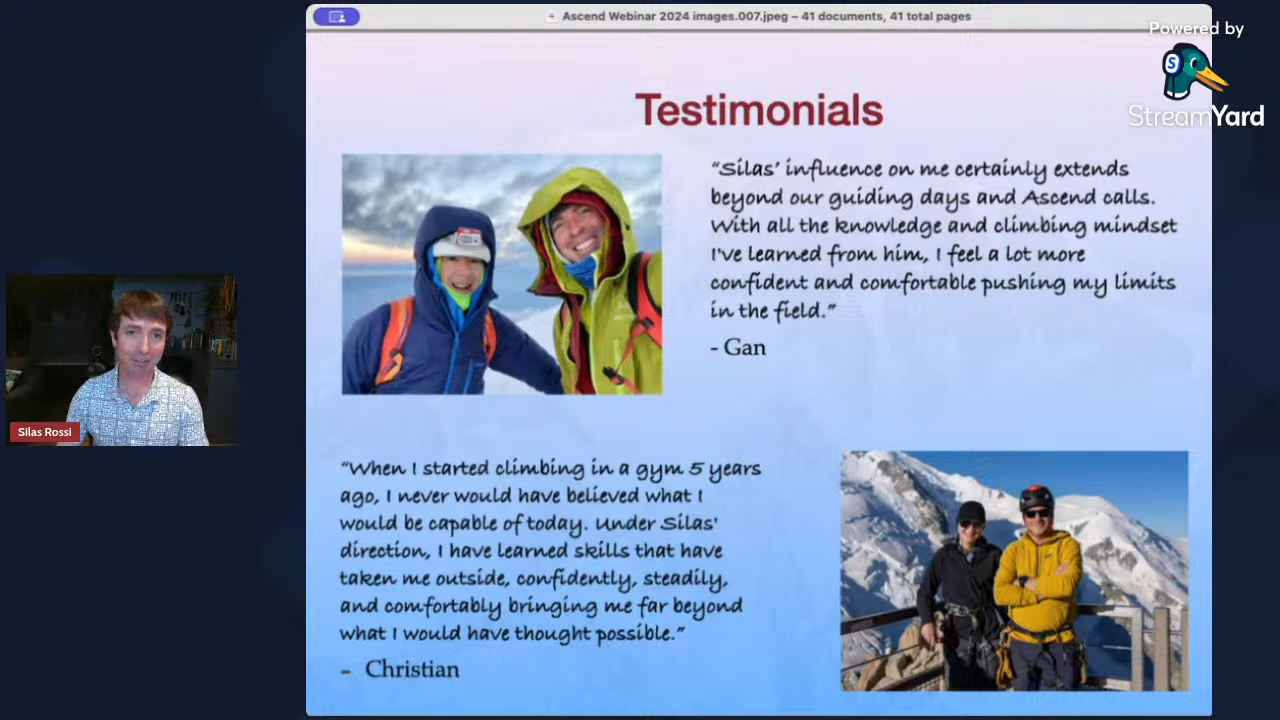 Ascend Webinar 2024 images.007.jpeg – 41 documents, 41 total pages
Powered by
S
StreamYard
Testimonials
“Silas’ influence on me certainly extends
beyond our guiding days and Ascend calls.
With all the knowledge and climbing mindset
I've learned from him, I feel a lot more
confident and comfortable pushing my limits
in the field.”
- Gan
Silas Rossi
“When I started climbing in a gym 5 years
ago, I never would have believed what I
would be capable of today. Under Silas'
direction, I have learned skills that have
taken me outside, confidently, steadily,
and comfortably bringing me far beyond
what I would have thought possible.”
– Christian